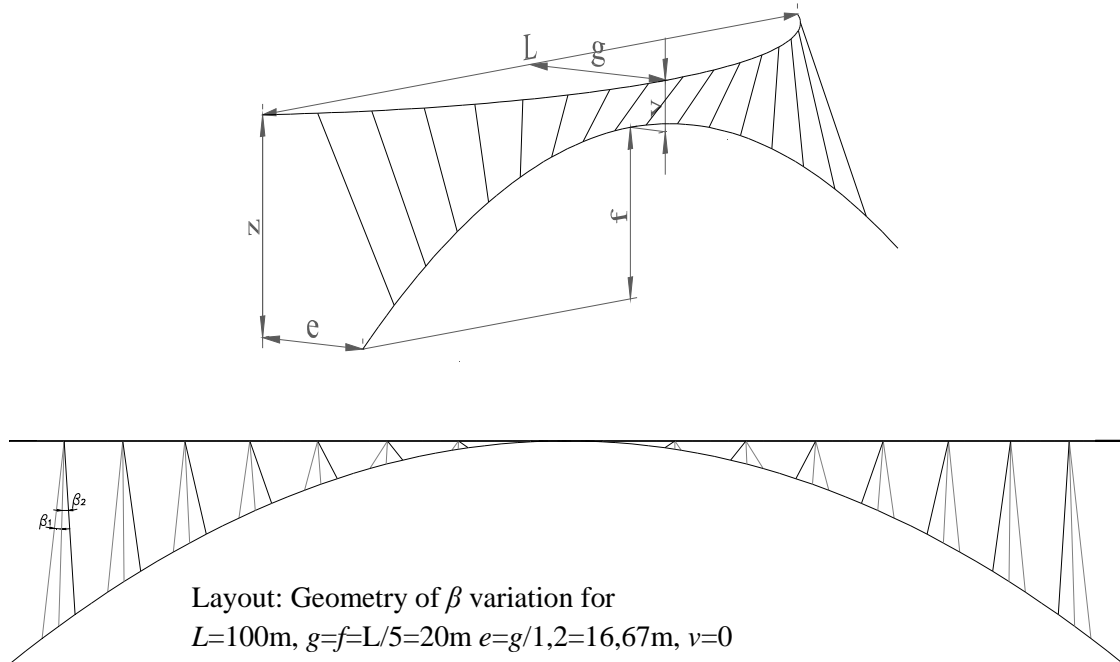 L
g
v
z
f
e
β₂
β₁
Layout: Geometry of β variation for
L=100m, g=f=L/5=20m e=g/1,2=16,67m, v=0